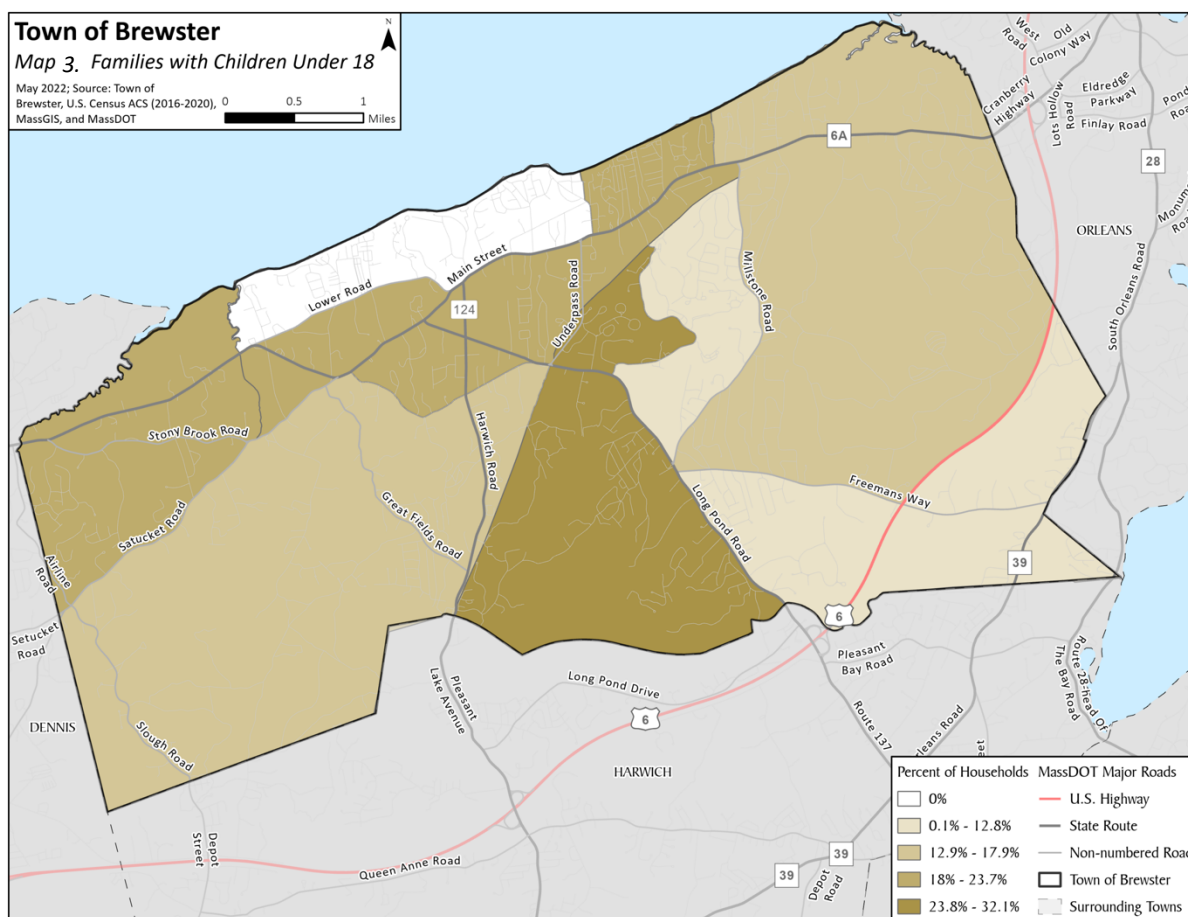 Town of Brewster
Map 3. Families with Children Under 18
May 2022; Source: Town of
Brewster, U.S. Census ACS (2016-2020),
MassGIS, and MassDOT
0 0.5 1
Miles
N
West
Road
Old
Colony Way
Cranberry
Highway
Lots Hollow
Road
Eldredge
Parkway
Pond
Finlay Road
6A
28
ORLEANS
South Orleans Road
Main Street
Lower Road
124
Underpass Road
Millstone Road
Stony Brook Road
Harwich Road
Satucket Road
Great Fields Road
Long Pond Road
Freemans Way
Airline
Road
39
6
Setucket
Road
Pleasant
Bay Road
Route 28-head Of
The Bay Road
Pleasant
Lake Avenue
Long Pond Drive
6
Route 137
DENNIS
Slough Road
HARWICH
Depot
Street
Queen Anne Road
39
39
Depot
Road
Percent of Households
0%
0.1% - 12.8%
12.9% - 17.9%
18% - 23.7%
23.8% - 32.1%
MassDOT Major Roads
U.S. Highway
State Route
Non-numbered Road
Town of Brewster
Surrounding Towns